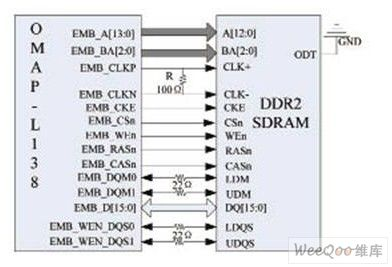 OMAP-L138
EMB_A[13:0]
EMB_BA[2:0]
EMB_CLKP
EMB_CLKN
EMB_CKE
EMB_CSn
EMB_WEn
EMB_RASn
EMB_CASn
EMB_DQM0
EMB_DQM1
EMB_D[15:0]
EMB_WEN_DQS0
EMB_WEN_DQS1
R
100Ω
22Ω
22Ω
A[12:0]
BA[2:0]
CLK+
CLK-
CKE
CSn
WEn
RASn
CASn
LDM
UDM
DQ[15:0]
LDQS
UDQS
ODT
GND
DDR2
SDRAM
WeeQoo维库